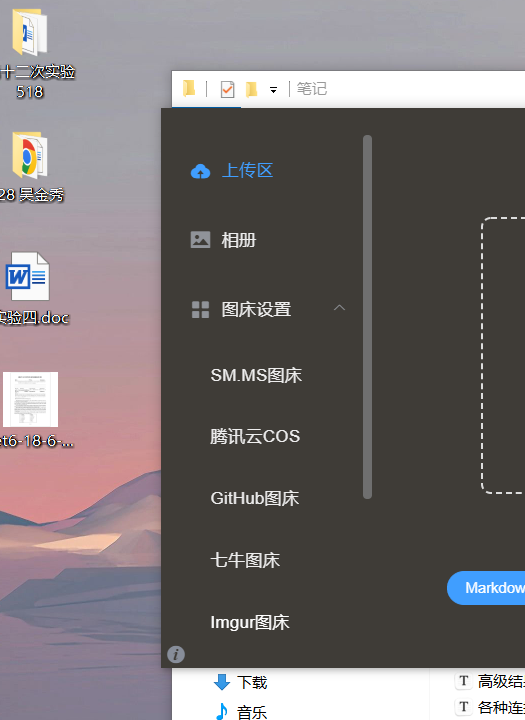 十二次实验
518
28 吴金秀
实验四.doc
et6-18-6-...
笔记
上传区
相册
图床设置
SM.MS图床
腾讯云COS
GitHub图床
七牛图床
Imgur图床
Markdow
下载
音乐
T 高级结
T 各种连